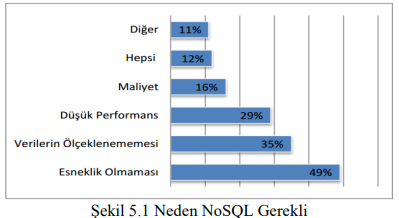 Diğer 11%
Hepsi 12%
Maliyet 16%
Düşük Performans 29%
Verilerin Ölçeklenememesi 35%
Esneklik Olmaması 49%
Şekil 5.1 Neden NoSQL Gerekli